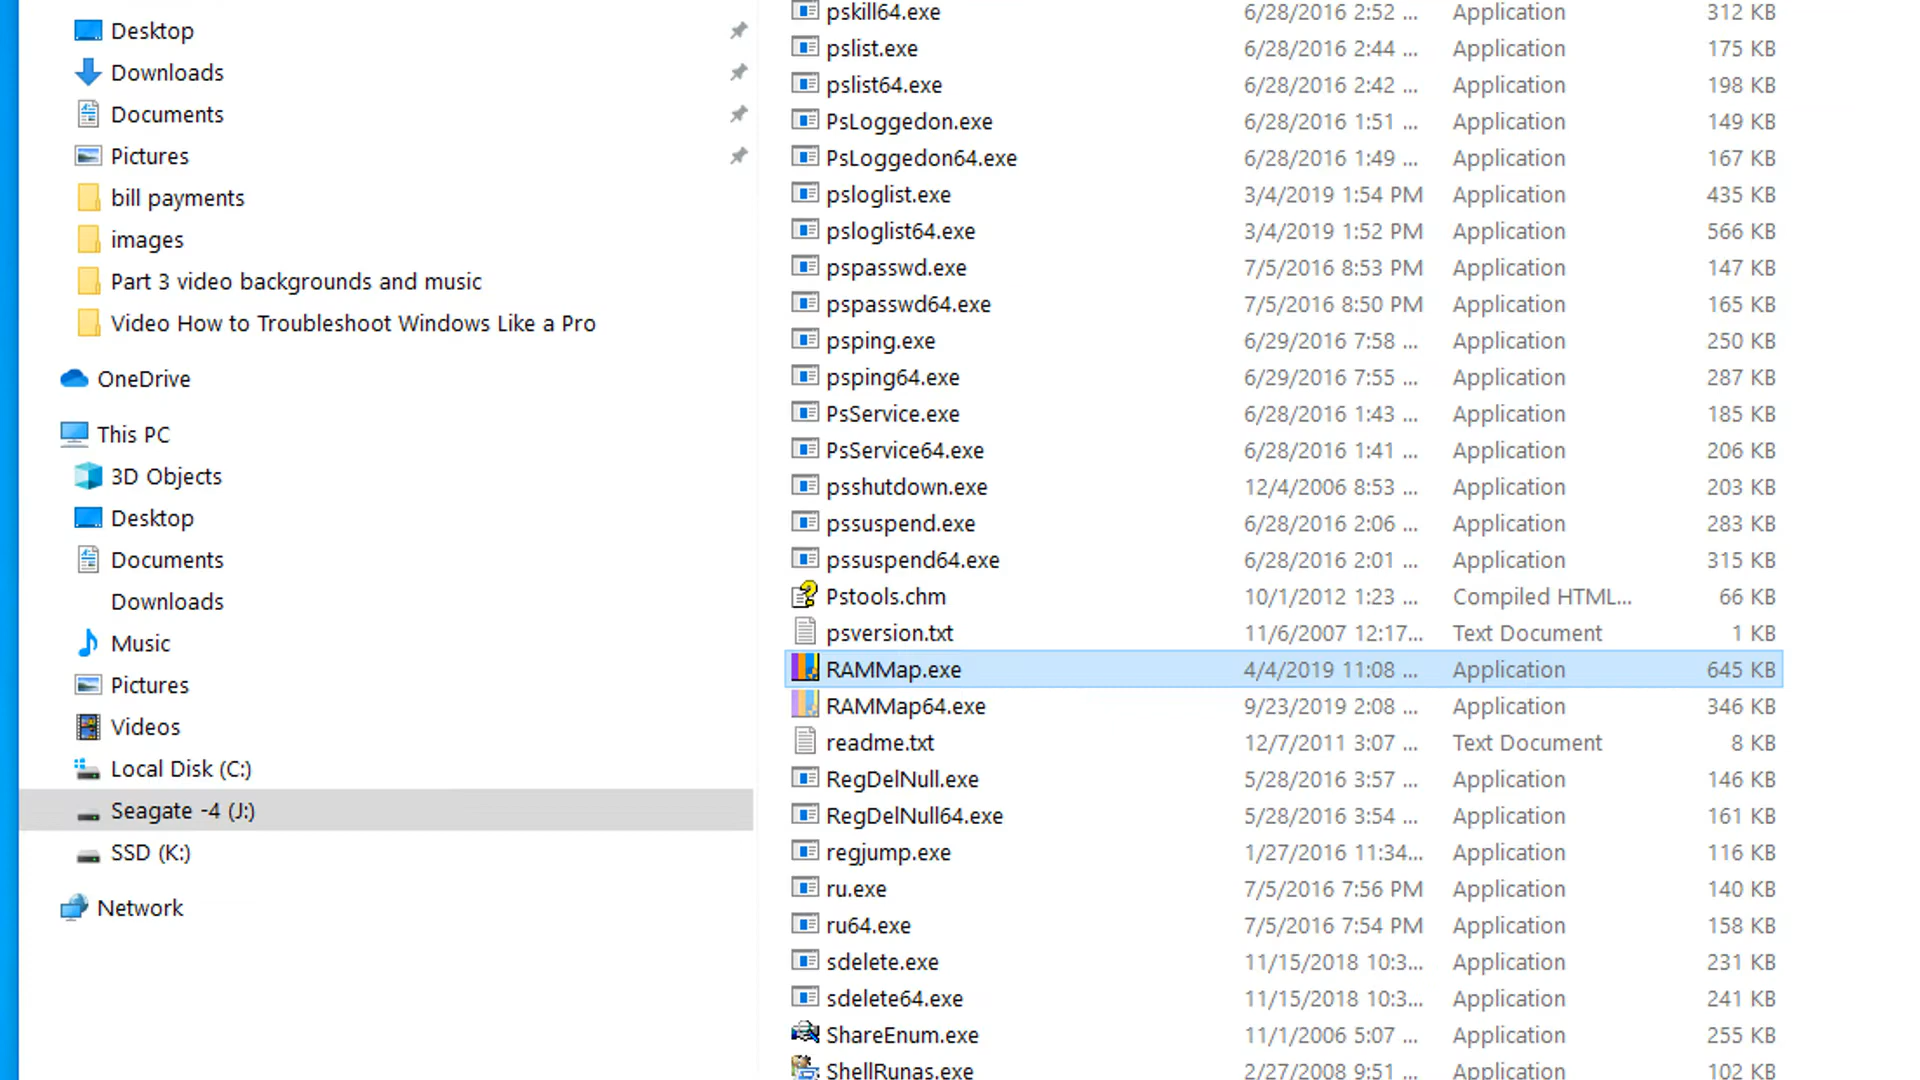 Desktop
Downloads
Documents
Pictures
bill payments
images
Part 3 video backgrounds and music
Video How to Troubleshoot Windows Like a Pro
OneDrive
This PC
3D Objects
Desktop
Documents
Downloads
Music
Pictures
Videos
Local Disk (C:)
Seagate -4 (J:)
SSD (K:)
Network
pskill64.exe 6/28/2016 2:52 ... Application 312 KB
pslist.exe 6/28/2016 2:44 ... Application 175 KB
pslist64.exe 6/28/2016 2:42 ... Application 198 KB
PsLoggedon.exe 6/28/2016 1:51 ... Application 149 KB
PsLoggedon64.exe 6/28/2016 1:49 ... Application 167 KB
psloglist.exe 3/4/2019 1:54 PM Application 435 KB
psloglist64.exe 3/4/2019 1:52 PM Application 566 KB
pspasswd.exe 7/5/2016 8:53 PM Application 147 KB
pspasswd64.exe 7/5/2016 8:50 PM Application 165 KB
psping.exe 6/29/2016 7:58 ... Application 250 KB
psping64.exe 6/29/2016 7:55 ... Application 287 KB
PsService.exe 6/28/2016 1:43 ... Application 185 KB
PsService64.exe 6/28/2016 1:41 ... Application 206 KB
psshutdown.exe 12/4/2006 8:53 ... Application 203 KB
pssuspend.exe 6/28/2016 2:06 ... Application 283 KB
pssuspend64.exe 6/28/2016 2:01 ... Application 315 KB
Pstools.chm 10/1/2012 1:23 ... Compiled HTML... 66 KB
psversion.txt 11/6/2007 12:17... Text Document 1 KB
RAMMap.exe 4/4/2019 11:08 ... Application 645 KB
RAMMap64.exe 9/23/2019 2:08 ... Application 346 KB
readme.txt 12/7/2011 3:07 ... Text Document 8 KB
RegDelNull.exe 5/28/2016 3:57 ... Application 146 KB
RegDelNull64.exe 5/28/2016 3:54 ... Application 161 KB
regjump.exe 1/27/2016 11:34... Application 116 KB
ru.exe 7/5/2016 7:56 PM Application 140 KB
ru64.exe 7/5/2016 7:54 PM Application 158 KB
sdelete.exe 11/15/2018 10:3... Application 231 KB
sdelete64.exe 11/15/2018 10:3... Application 241 KB
ShareEnum.exe 11/1/2006 5:07 ... Application 255 KB
ShellRunas.exe 2/27/2008 9:51 ... Application 102 KB